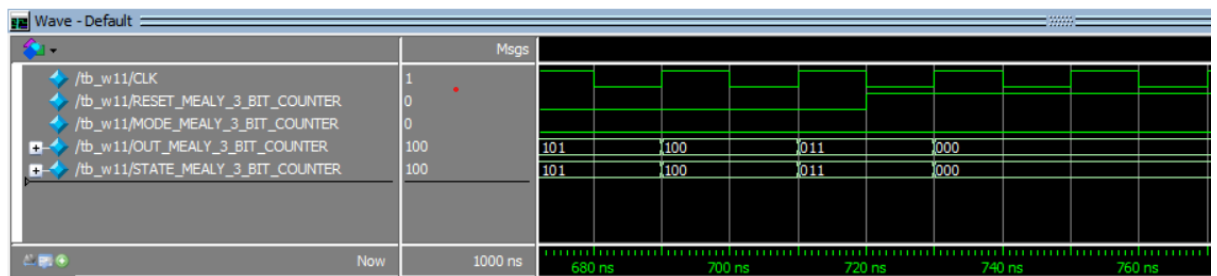 Wave - Default
Msgs
/tb_w11/CLK 1
/tb_w11/RESET_MEALY_3_BIT_COUNTER 0
/tb_w11/MODE_MEALY_3_BIT_COUNTER 0
/tb_w11/OUT_MEALY_3_BIT_COUNTER 100 101 100 011 000
/tb_w11/STATE_MEALY_3_BIT_COUNTER 100 101 100 011 000
Now 1000 ns 680 ns 700 ns 720 ns 740 ns 760 ns